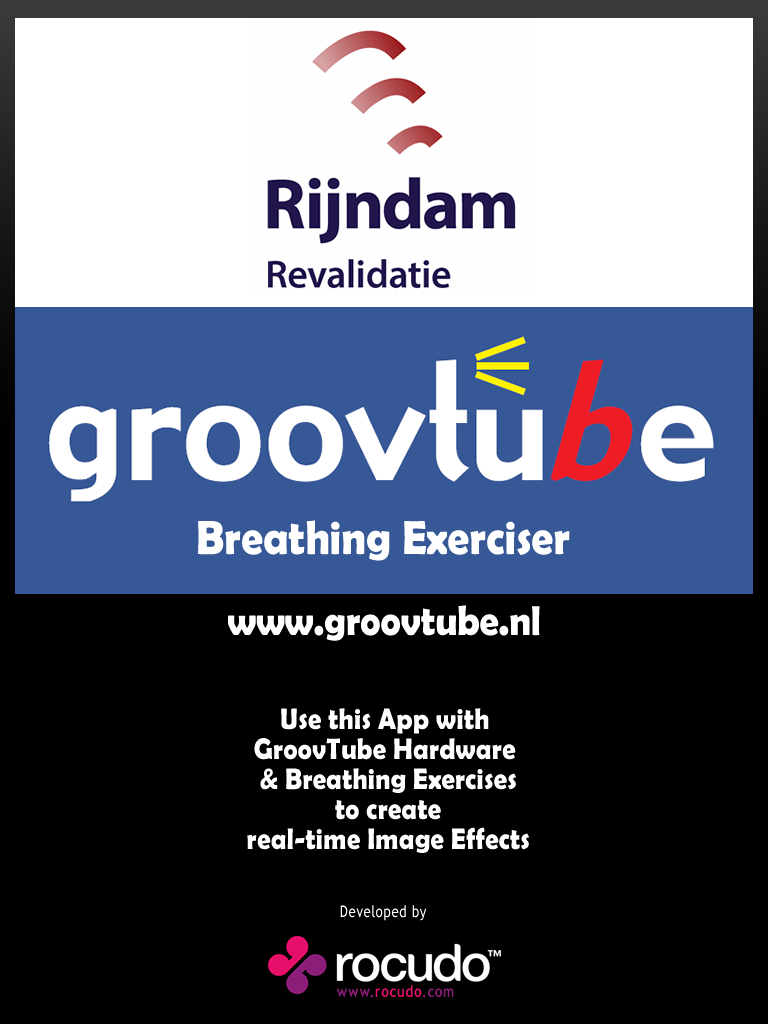 Rijndam
Revalidatie
groovtube
Breathing Exerciser
www.groovtube.nl
Use this App with
GroovTube Hardware
& Breathing Exercises
to create
real-time Image Effects
Developed by
rocudo™
www.rocudo.com